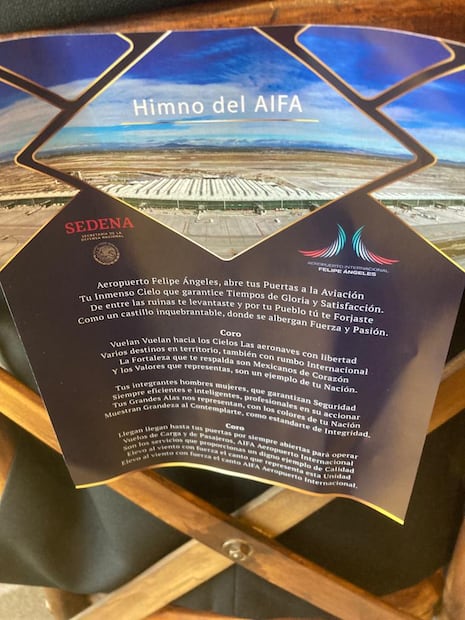 Himno del AIFA
SEDENA
SECRETARÍA DE LA
DEFENSA NACIONAL
AEROPUERTO INTERNACIONAL
FELIPE ÁNGELES
Aeropuerto Felipe Ángeles, abre tus Puertas a la Aviación
Tu Inmenso Cielo que garantice Tiempos de Gloria y Satisfacción.
De entre las ruinas te levantaste y por tu Pueblo tú te Forjaste
Como un castillo inquebrantable, donde se albergan Fuerza y Pasión.
Coro
Vuelan Vuelan hacia los Cielos Las aeronaves con libertad
Varios destinos en territorio, también con rumbo Internacional
La Fortaleza que te respalda son Mexicanos de Corazón
Y los Valores que representas, son un ejemplo de tu Nación.
Tus integrantes hombres mujeres, que garantizan Seguridad
Siempre eficientes e inteligentes, profesionales en su accionar
Tus Grandes Alas nos representan, con los colores de tu Nación
Muestran Grandeza al Contemplarte, como estandarte de Integridad.
Coro
Llegan llegan hasta tus puertas por siempre abiertas para operar
Vuelos de Carga y de Pasajeros, AIFA Aeropuerto Internacional
Son los servicios que proporcionas un digno ejemplo de Calidad
Elevo al viento con fuerza el canto que representa esta Unidad
Elevo al viento con fuerza el canto AIFA Aeropuerto Internacional.